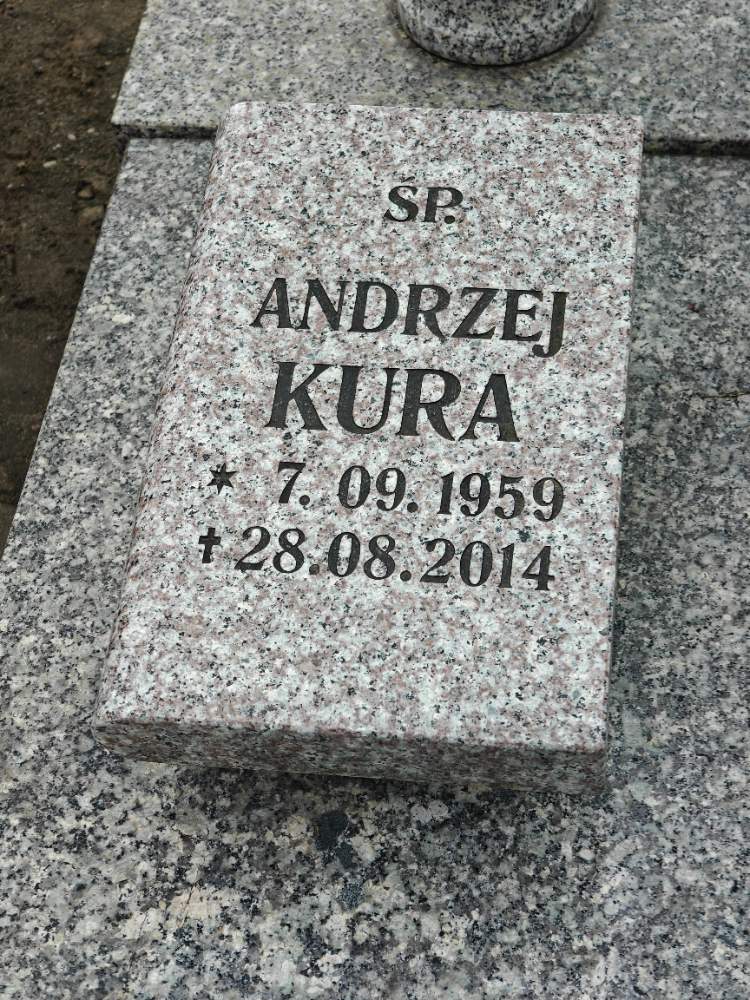 ŚP.
ANDRZEJ
KURA
* 7. 09. 1959
† 28.08.2014